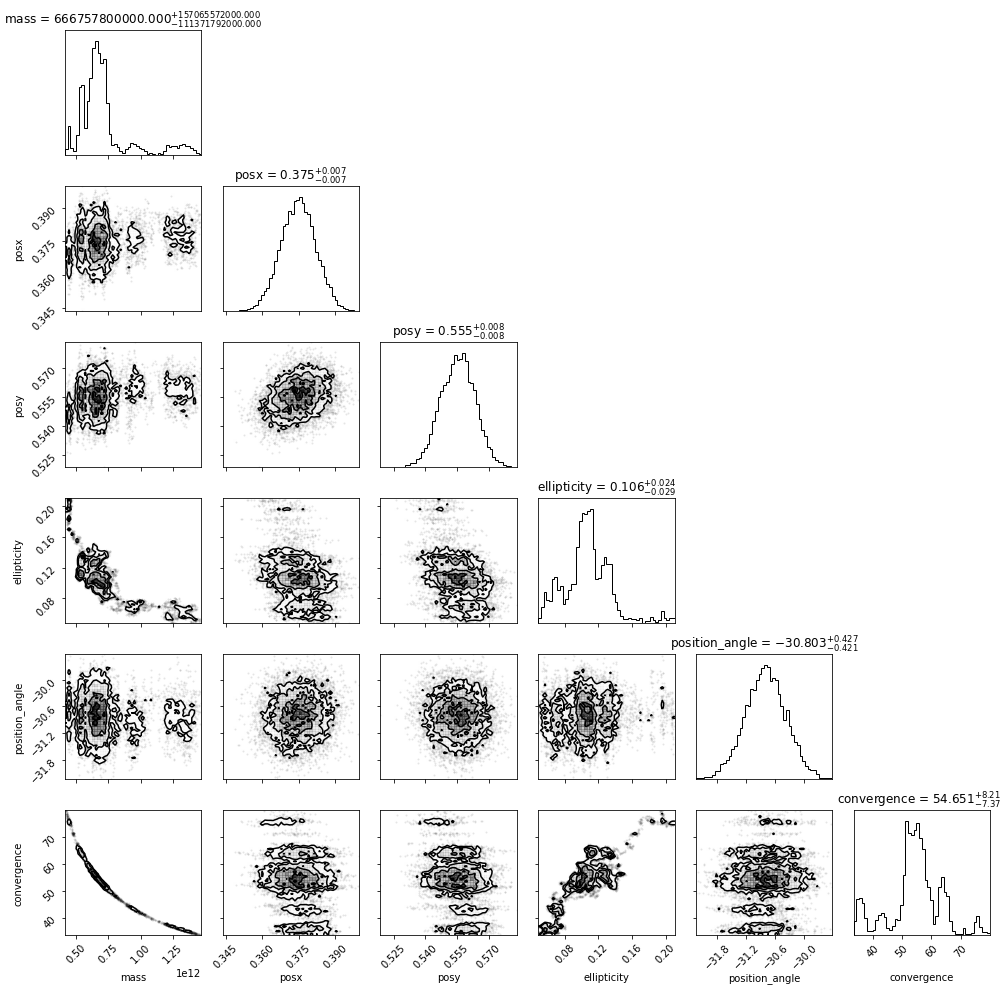 mass = 666757800000.000+157065572000.000−111371792000.000
posx = 0.375+0.007−0.007
posx
0.390
0.375
0.360
0.345
posy = 0.555+0.008−0.008
posy
0.570
0.555
0.540
0.525
ellipticity = 0.106+0.024−0.029
ellipticity
0.20
0.16
0.12
0.08
position_angle = −30.803+0.427−0.421
position_angle
−30.0
−30.6
−31.2
−31.8
convergence = 54.651+8.21−7.37
convergence
70
60
50
40
0.50 0.75 1.00 1.25
1e12
mass
0.345 0.360 0.375 0.390
posx
0.525 0.540 0.555 0.570
posy
0.08 0.12 0.16 0.20
ellipticity
−31.8 −31.2 −30.6 −30.0
position_angle
40 50 60 70
convergence